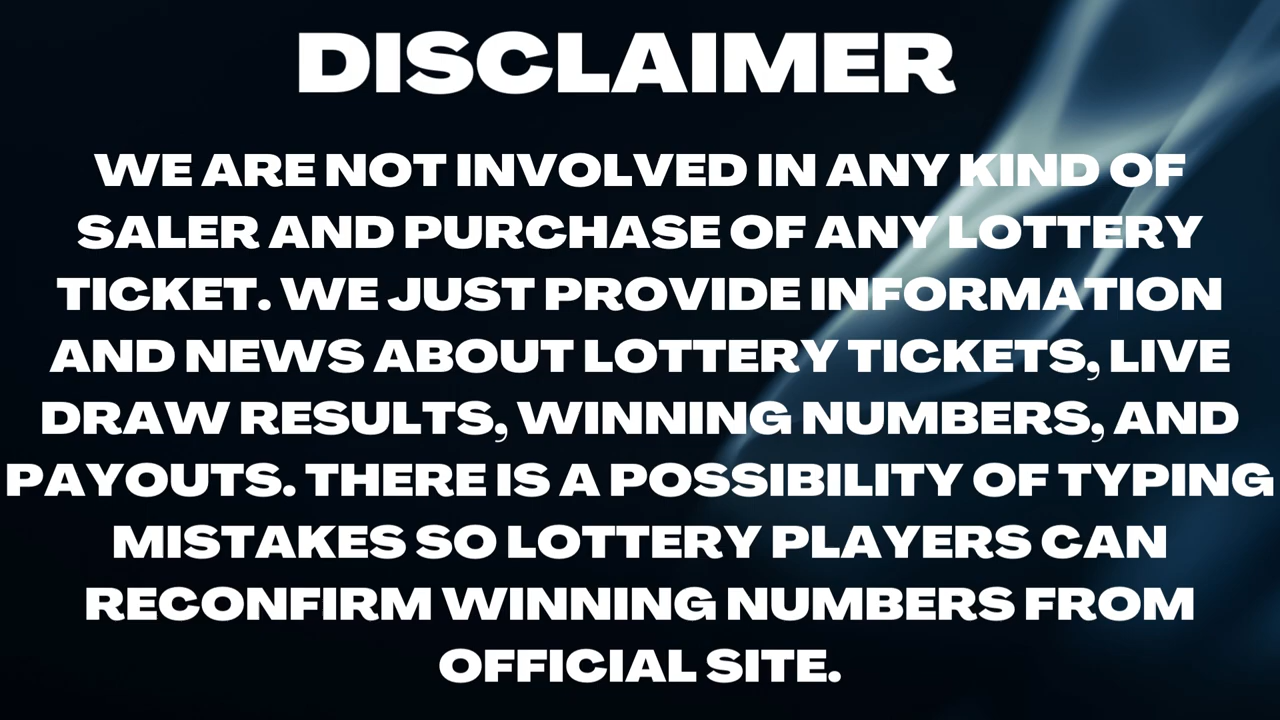 DISCLAIMER
WE ARE NOT INVOLVED IN ANY KIND OF
SALER AND PURCHASE OF ANY LOTTERY
TICKET. WE JUST PROVIDE INFORMATION
AND NEWS ABOUT LOTTERY TICKETS, LIVE
DRAW RESULTS, WINNING NUMBERS, AND
PAYOUTS. THERE IS A POSSIBILITY OF TYPING
MISTAKES SO LOTTERY PLAYERS CAN
RECONFIRM WINNING NUMBERS FROM
OFFICIAL SITE.